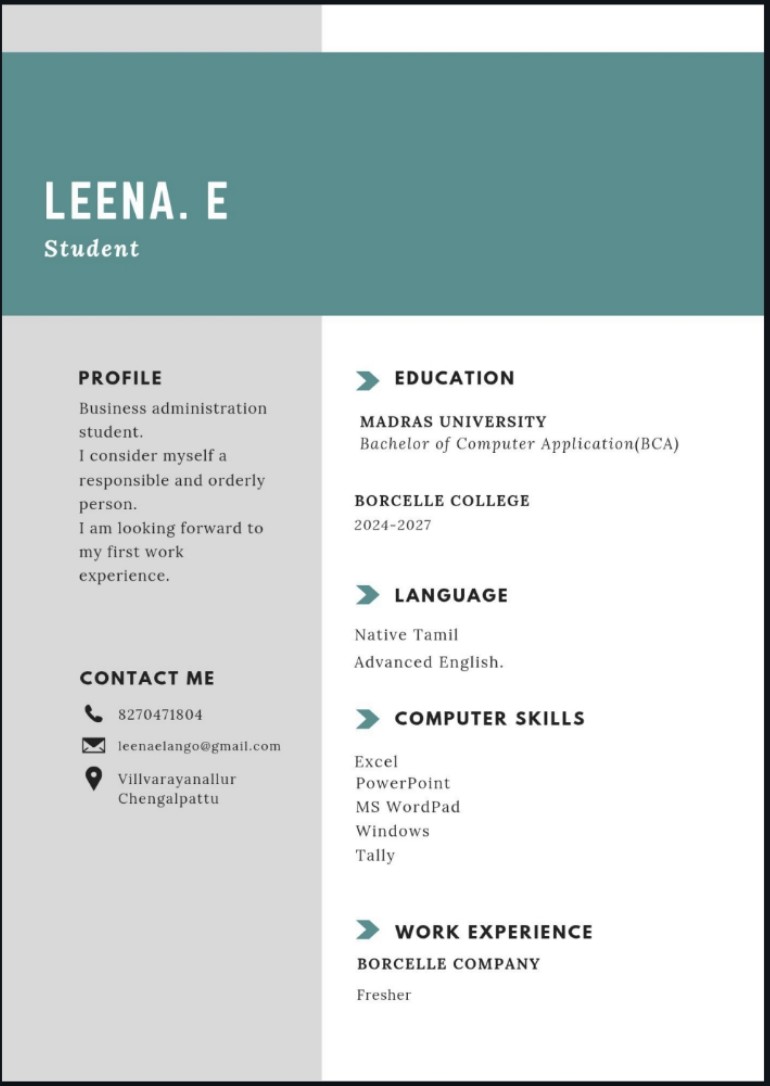 LEENA. E
Student
PROFILE
Business administration
student.
I consider myself a
responsible and orderly
person.
I am looking forward to
my first work
experience.
CONTACT ME
8270471804
leenaelango@gmail.com
Villvarayanallur
Chengalpattu
EDUCATION
MADRAS UNIVERSITY
Bachelor of Computer Application(BCA)
BORCELLE COLLEGE
2024-2027
LANGUAGE
Native Tamil
Advanced English.
COMPUTER SKILLS
Excel
PowerPoint
MS WordPad
Windows
Tally
WORK EXPERIENCE
BORCELLE COMPANY
Fresher